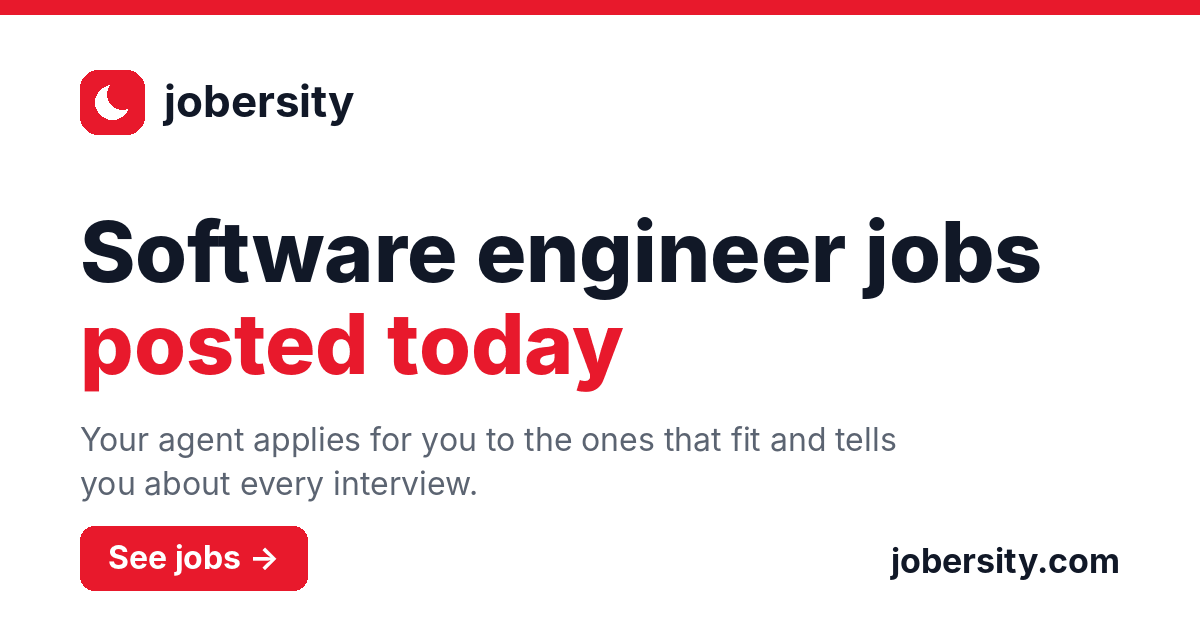 jobersity
Software engineer jobs
posted today
Your agent applies for you to the ones that fit and tells
you about every interview.
See jobs →
jobersity.com